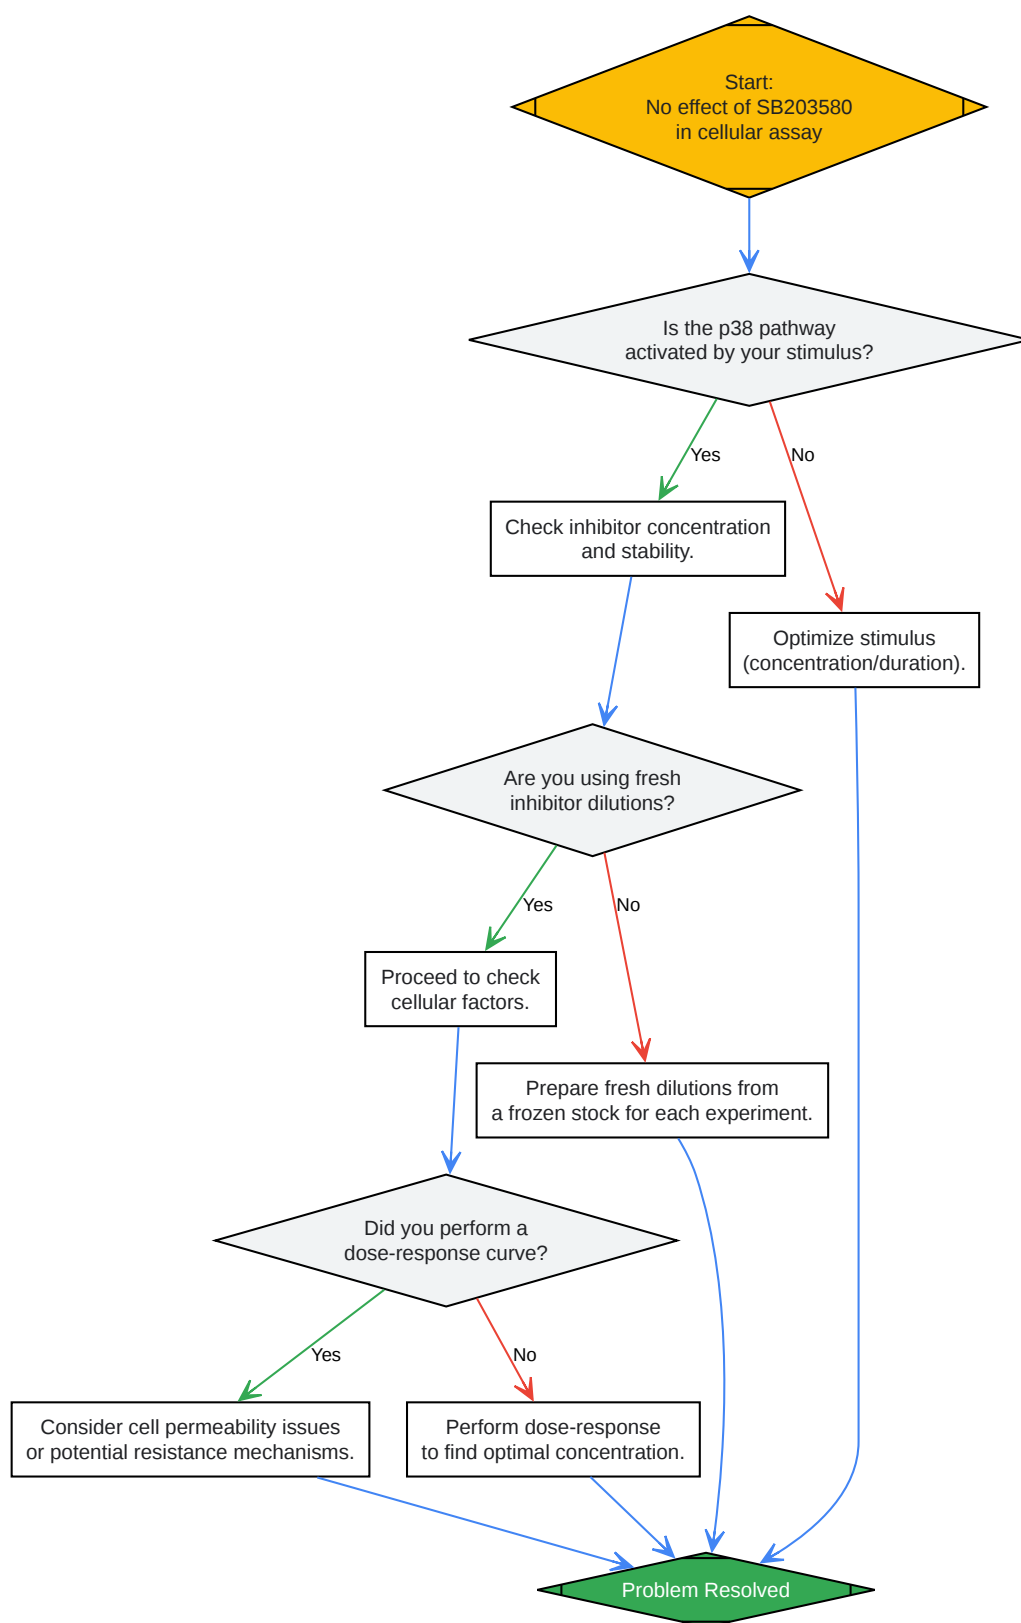 Start:
No effect of SB203580
in cellular assay
Is the p38 pathway
activated by your stimulus?
Yes
No
Check inhibitor concentration
and stability.
Optimize stimulus
(concentration/duration).
Are you using fresh
inhibitor dilutions?
Yes
No
Proceed to check
cellular factors.
Prepare fresh dilutions from
a frozen stock for each experiment.
Did you perform a
dose-response curve?
Yes
No
Consider cell permeability issues
or potential resistance mechanisms.
Perform dose-response
to find optimal concentration.
Problem Resolved